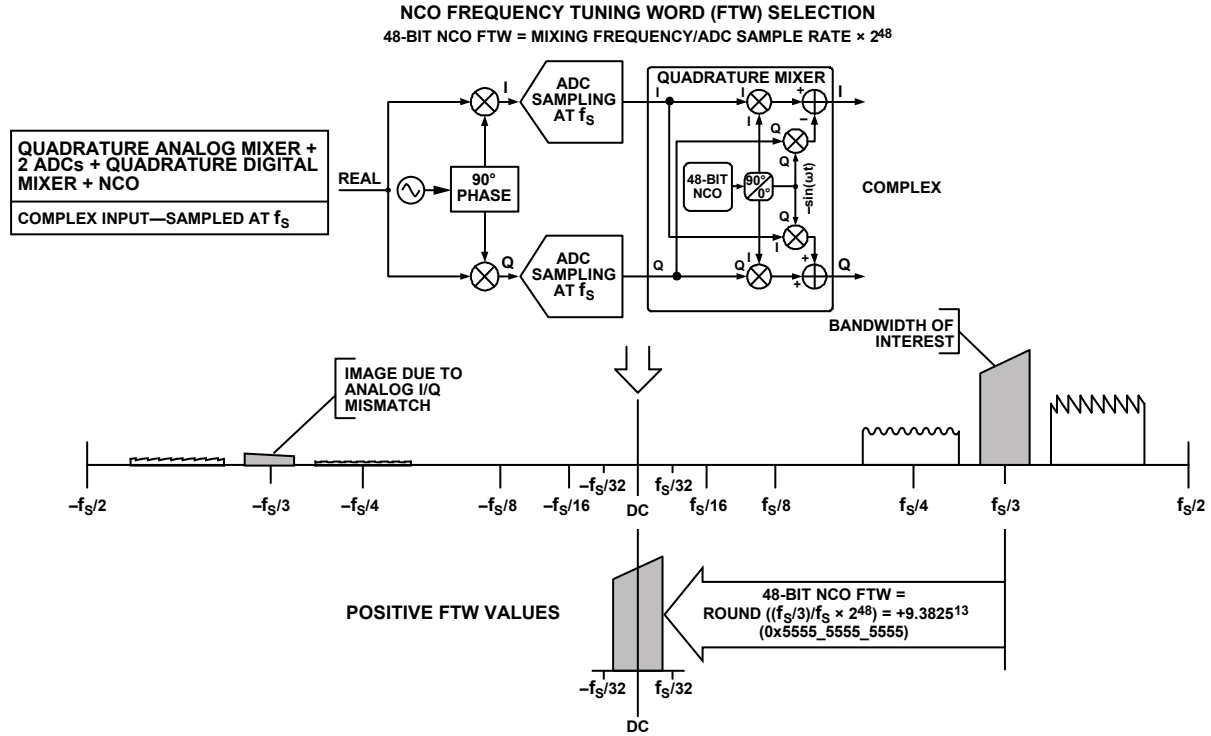 NCO FREQUENCY TUNING WORD (FTW) SELECTION
48-BIT NCO FTW = MIXING FREQUENCY/ADC SAMPLE RATE × 2⁴⁸
QUADRATURE ANALOG MIXER +
2 ADCs + QUADRATURE DIGITAL
MIXER + NCO
COMPLEX INPUT—SAMPLED AT fS
REAL
90°
PHASE
I
ADC
SAMPLING
AT fS
Q
ADC
SAMPLING
AT fS
QUADRATURE MIXER
I
I
I
+
I
–
Q
Q
48-BIT
NCO
90°
0°
–sin(ωt)
COMPLEX
Q
I
I
+
Q
Q
+
Q
BANDWIDTH OF
INTEREST
IMAGE DUE TO
ANALOG I/Q
MISMATCH
–fS/2
–fS/3
–fS/4
–fS/8
–fS/16
–fS/32
DC
fS/32
fS/16
fS/8
fS/4
fS/3
fS/2
POSITIVE FTW VALUES
48-BIT NCO FTW =
ROUND ((fS/3)/fS × 2⁴⁸) = +9.3825¹³
(0x5555_5555_5555)
–fS/32
fS/32
DC